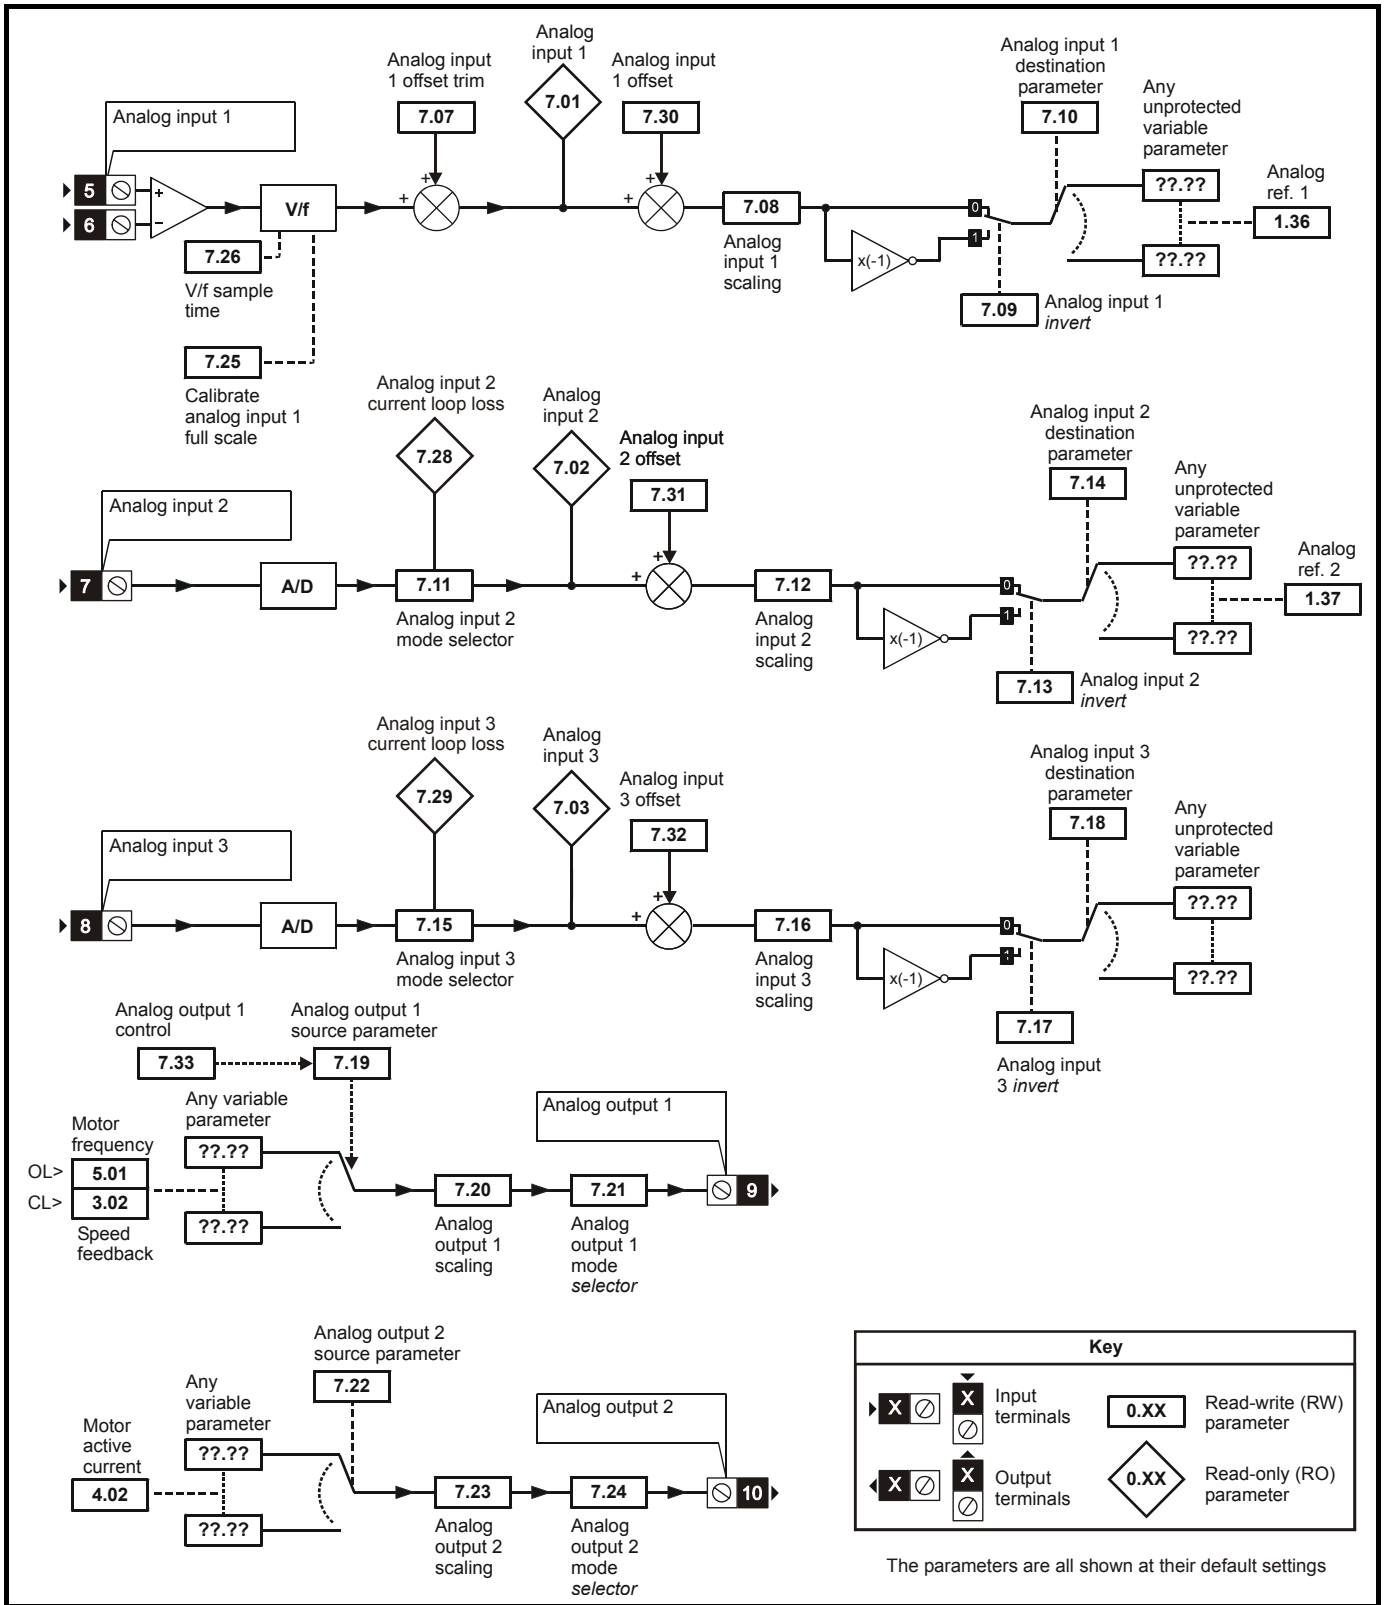 Analog input 1
5
6
+
−
V/f
7.26
V/f sample
time
7.25
Calibrate
analog input 1
full scale
Analog input
1 offset trim
7.07
+
+
Analog
input 1
7.01
Analog input
1 offset
7.30
+
+
7.08
Analog
input 1
scaling
x(-1)
0
1
7.09
Analog input 1
invert
Analog input 1
destination
parameter
7.10
Any
unprotected
variable
parameter
??.??
??.??
Analog
ref. 1
1.36
Analog input 2
7
A/D
Analog input 2
current loop loss
7.28
7.11
Analog input 2
mode selector
Analog
input 2
7.02
Analog input
2 offset
7.31
+
+
7.12
Analog
input 2
scaling
x(-1)
0
1
7.13
Analog input 2
invert
Analog input 2
destination
parameter
7.14
Any
unprotected
variable
parameter
??.??
??.??
Analog
ref. 2
1.37
Analog input 3
8
A/D
Analog input 3
current loop loss
7.29
7.15
Analog input 3
mode selector
Analog
input 3
7.03
Analog input
3 offset
7.32
+
+
7.16
Analog
input 3
scaling
x(-1)
0
1
7.17
Analog input
3 invert
Analog input 3
destination
parameter
7.18
Any
unprotected
variable
parameter
??.??
??.??
Analog output 1
control
7.33
Analog output 1
source parameter
7.19
Any variable
parameter
??.??
??.??
Motor
frequency
OL> 5.01
CL> 3.02
Speed
feedback
7.20
Analog
output 1
scaling
7.21
Analog
output 1
mode
selector
Analog output 1
9
Analog output 2
source parameter
7.22
Any
variable
parameter
??.??
??.??
Motor
active
current
4.02
7.23
Analog
output 2
scaling
7.24
Analog
output 2
mode
selector
Analog output 2
10
Key
X
X
Input
terminals
0.XX
Read-write (RW)
parameter
X
X
Output
terminals
0.XX
Read-only (RO)
parameter
The parameters are all shown at their default settings